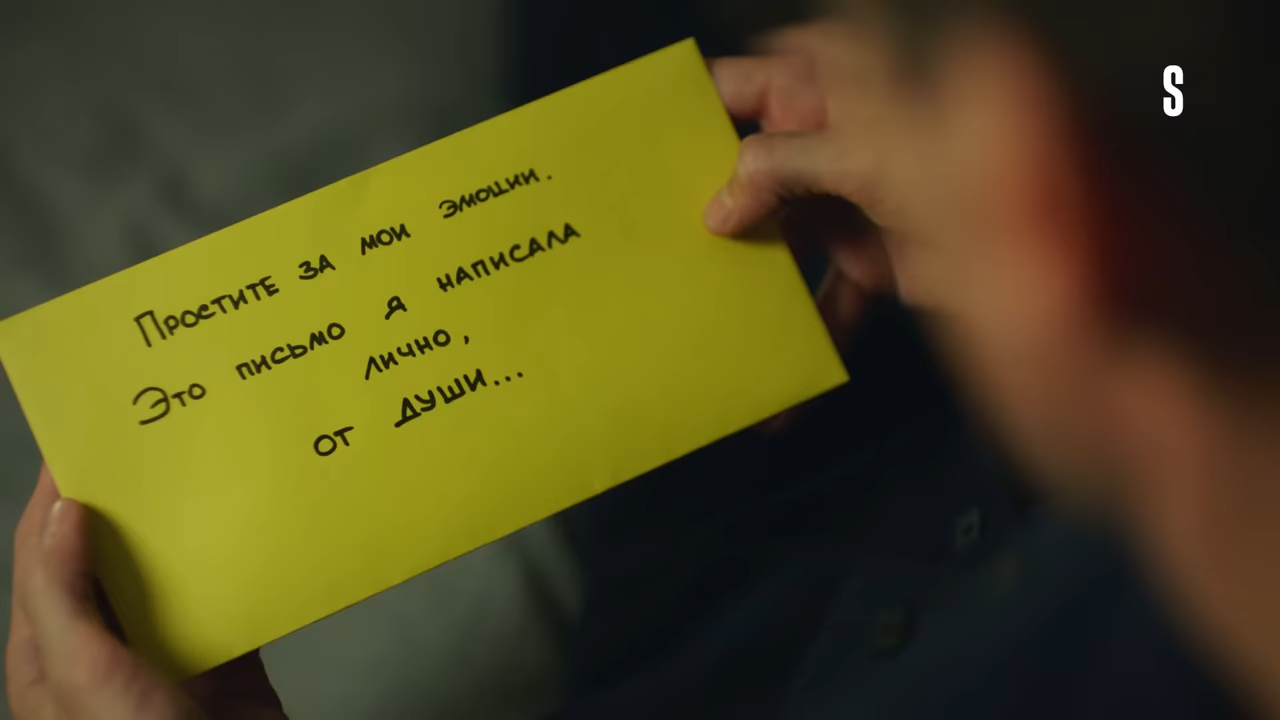 Простите за мои эмоции.
Это письмо я написала
лично,
от души...
S